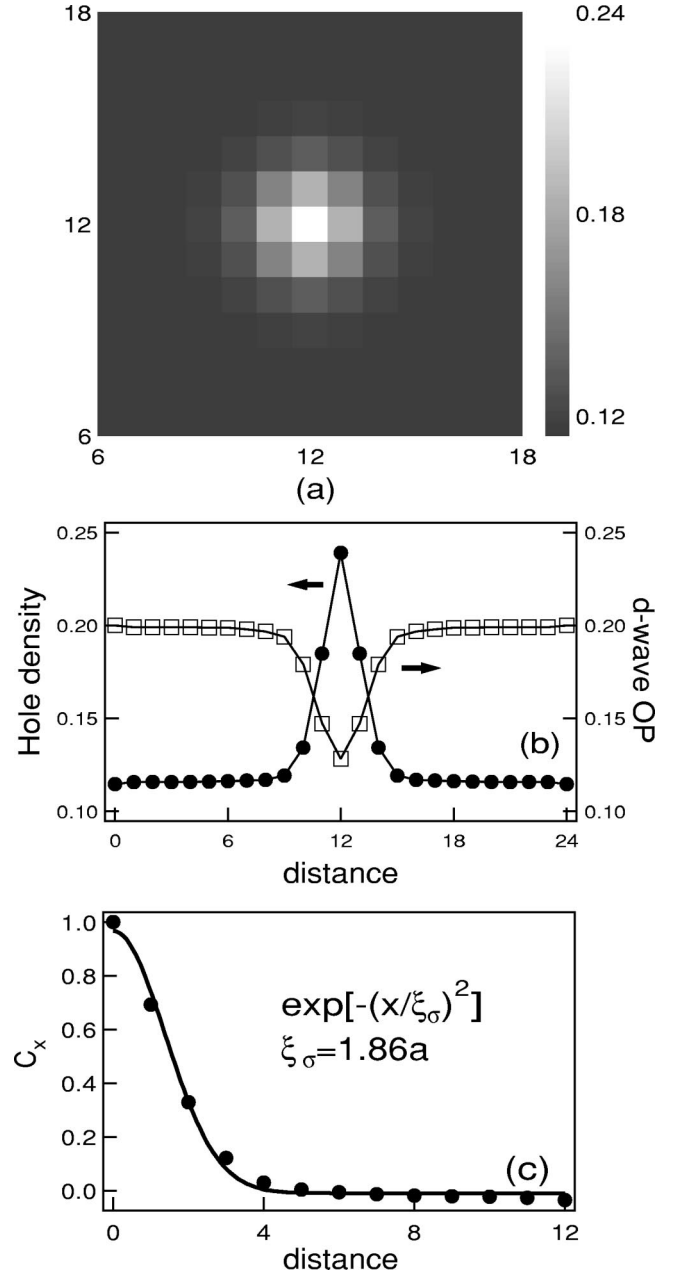 18
0.24
12
0.18
0.12
6
6 12 18
(a)
0.25 0.25
0.20 0.20
0.15 0.15
0.10 0.10
Hole density
d-wave OP
(b)
0 6 12 18 24
distance
1.0
0.8
0.6
0.4
0.2
0.0
Cx
exp[-(x/ξσ)²]
ξσ=1.86a
(c)
0 4 8 12
distance